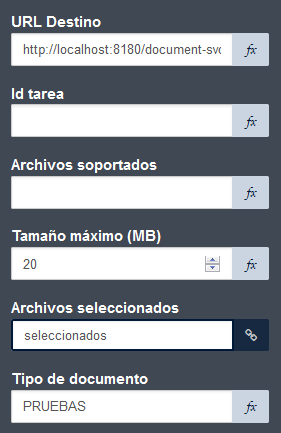 URL Destino
http://localhost:8180/document-svc
fx
Id tarea
fx
Archivos soportados
fx
Tamaño máximo (MB)
20
fx
Archivos seleccionados
seleccionados
Tipo de documento
PRUEBAS
fx